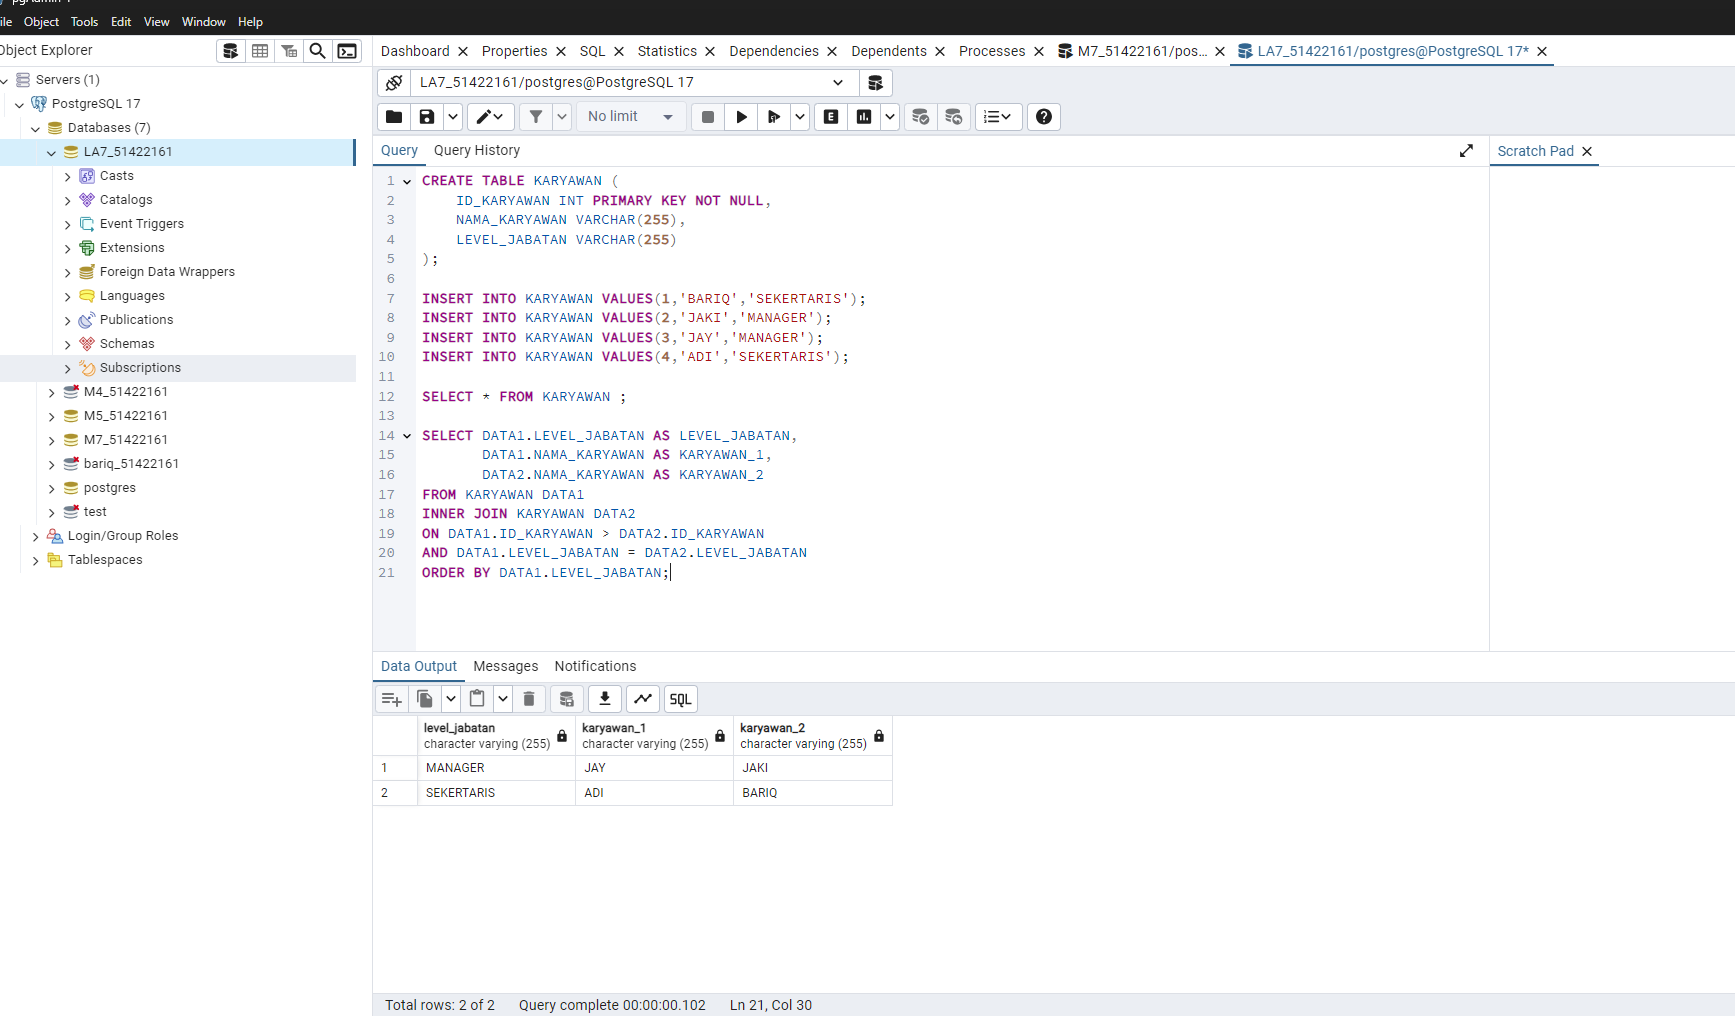 ile Object Tools Edit View Window Help
Object Explorer
Servers (1)
PostgreSQL 17
Databases (7)
LA7_51422161
Casts
Catalogs
Event Triggers
Extensions
Foreign Data Wrappers
Languages
Publications
Schemas
Subscriptions
M4_51422161
M5_51422161
M7_51422161
bariq_51422161
postgres
test
Login/Group Roles
Tablespaces
Dashboard Properties SQL Statistics Dependencies Dependents Processes M7_51422161/pos... LA7_51422161/postgres@PostgreSQL 17*
LA7_51422161/postgres@PostgreSQL 17
No limit E
Query Query History
Scratch Pad
1 CREATE TABLE KARYAWAN (
2 ID_KARYAWAN INT PRIMARY KEY NOT NULL,
3 NAMA_KARYAWAN VARCHAR(255),
4 LEVEL_JABATAN VARCHAR(255)
5 );
6
7 INSERT INTO KARYAWAN VALUES(1,'BARIQ','SEKERTARIS');
8 INSERT INTO KARYAWAN VALUES(2,'JAKI','MANAGER');
9 INSERT INTO KARYAWAN VALUES(3,'JAY','MANAGER');
10 INSERT INTO KARYAWAN VALUES(4,'ADI','SEKERTARIS');
11
12 SELECT * FROM KARYAWAN ;
13
14 SELECT DATA1.LEVEL_JABATAN AS LEVEL_JABATAN,
15 DATA1.NAMA_KARYAWAN AS KARYAWAN_1,
16 DATA2.NAMA_KARYAWAN AS KARYAWAN_2
17 FROM KARYAWAN DATA1
18 INNER JOIN KARYAWAN DATA2
19 ON DATA1.ID_KARYAWAN > DATA2.ID_KARYAWAN
20 AND DATA1.LEVEL_JABATAN = DATA2.LEVEL_JABATAN
21 ORDER BY DATA1.LEVEL_JABATAN;
Data Output Messages Notifications
SQL
level_jabatan karyawan_1 karyawan_2
character varying (255) character varying (255) character varying (255)
1 MANAGER JAY JAKI
2 SEKERTARIS ADI BARIQ
Total rows: 2 of 2 Query complete 00:00:00.102 Ln 21, Col 30